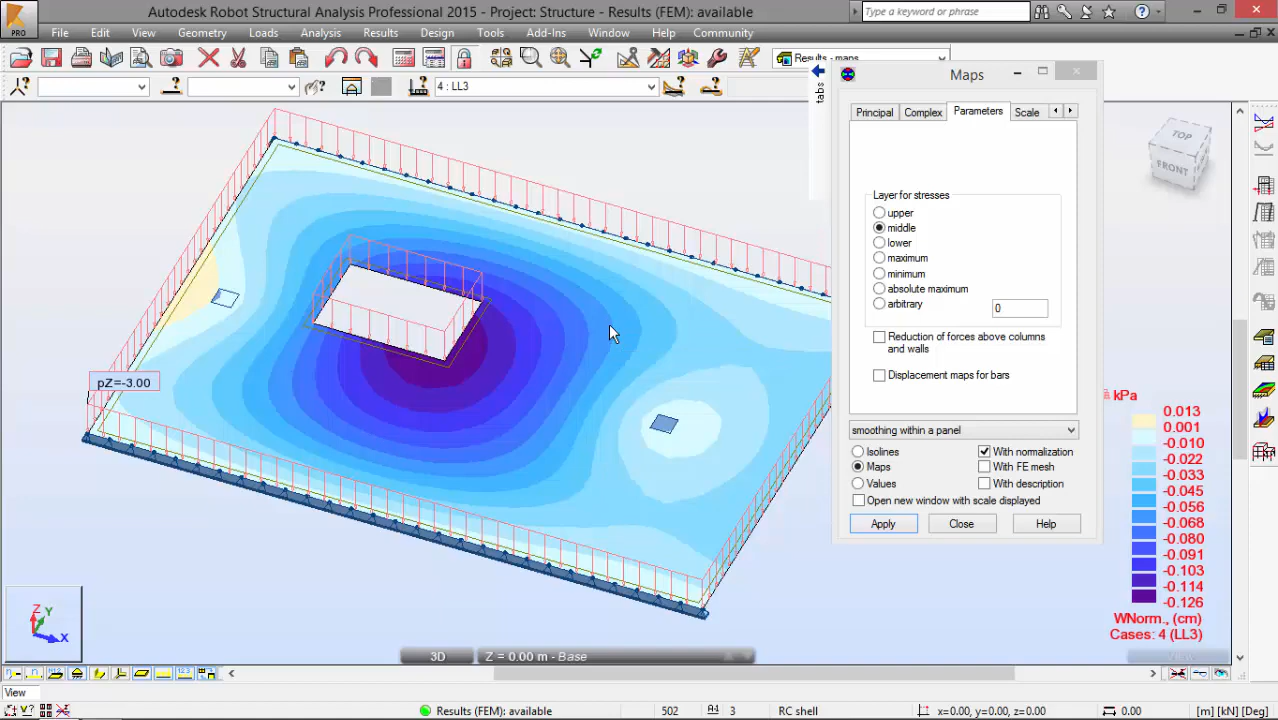 Autodesk Robot Structural Analysis Professional 2015 - Project: Structure - Results (FEM): available
Type a keyword or phrase
PRO
File Edit View Geometry Loads Analysis Results Design Tools Add-Ins Window Help Community
Results - maps
4 : LL3
tabs
Maps
Principal Complex Parameters Scale
Layer for stresses
upper
middle
lower
maximum
minimum
absolute maximum
arbitrary
0
Reduction of forces above columns
and walls
Displacement maps for bars
smoothing within a panel
Isolines
With normalization
Maps
With FE mesh
Values
With description
Open new window with scale displayed
Apply Close Help
TOP
FRONT
pZ=-3.00
kPa
0.013
0.001
-0.010
-0.022
-0.033
-0.045
-0.056
-0.068
-0.080
-0.091
-0.103
-0.114
-0.126
WNorm., (cm)
Cases: 4 (LL3)
Z
Y
X
3D
Z = 0.00 m - Base
View
Results (FEM): available
502
3
RC shell
x=0.00, y=0.00, z=0.00
0.00
[m] [kN] [Deg]